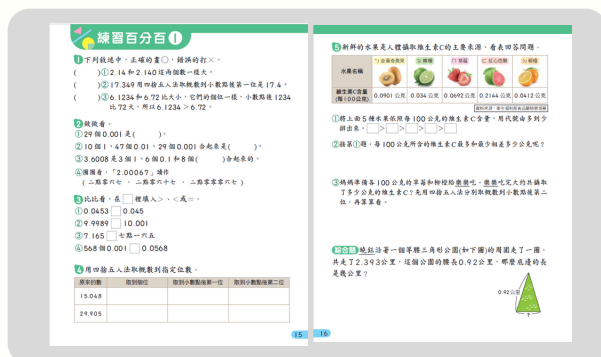 練習百分百1
1下列敘述中,正確的畫○,錯誤的打×。
(　)①2.14和2.140這兩個數一樣大。
(　)②17.349用四捨五入法取概數到小數點後第一位是17.4。
(　)③6.1234和6.72比大小,它們的個位一樣,小數點後1234
比72大,所以6.1234>6.72。
2做做看。
①29個0.001是(　)。
②10個1、47個0.01、29個0.001合起來是(　)。
③3.6008是3個1、6個0.1和8個(　)合起來的。
④圈圈看,「2.00067」讀作
(二點零六七、二點零六十七、二點零零零六七)
3比比看,在□裡填入>、<或=。
①0.0453□0.045
②9.9989□10.001
③7.165□七點一六五
④568個0.001□0.0568
4用四捨五入法取概數到指定位數。
原來的數 取到個位 取到小數點後第一位 取到小數點後第二位
15.048
29.905
15
5新鮮的水果是人體攝取維生素C的主要來源,看表回答問題。
水果名稱 ㄅ黃金奇異果 ㄆ檸檬 ㄇ草莓 ㄈ紅心芭樂 ㄉ柳橙
維生素C含量
(每100公克) 0.0901公克 0.034公克 0.0692公克 0.2144公克 0.0412公克
①將上面5種水果依照每100公克的維生素C含量,用代號由多到少
排出來。□>□>□>□>□
②接第①題,每100公克所含的維生素C最多和最少相差多少公克呢?
③媽媽準備各100公克的草莓和柳橙給樂樂吃,樂樂吃完大約共攝取
了多少公克的維生素C?先用四捨五入法分別取概數到小數點後第二
位,再算算看。
綜合題 曉鈺沿著一個等腰三角形公園(如下圖)的周圍走了一圈,
共走了2.393公里,這個公園的腰長0.92公里,那麼底邊的長
是幾公里?
0.92公里
?
16